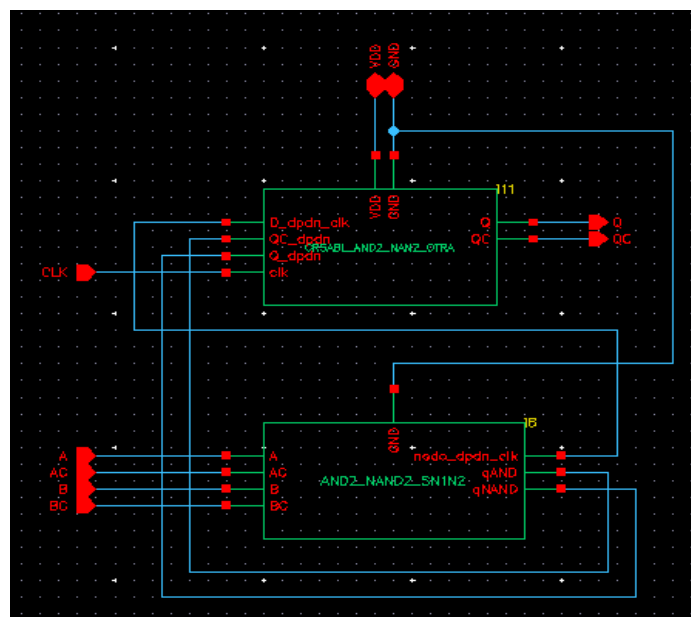 VDD GND
I11
VDD GND
D_dpdn_clk
QC_dpdn
Q_dpdn
clk
Q
QC
Q
QC
CLK
I6
GND
A
AC
B
BC
A
AC
B
BC
AND2_NAND2_SN1N2
nodo_dpdn_clk
qAND
qNAND